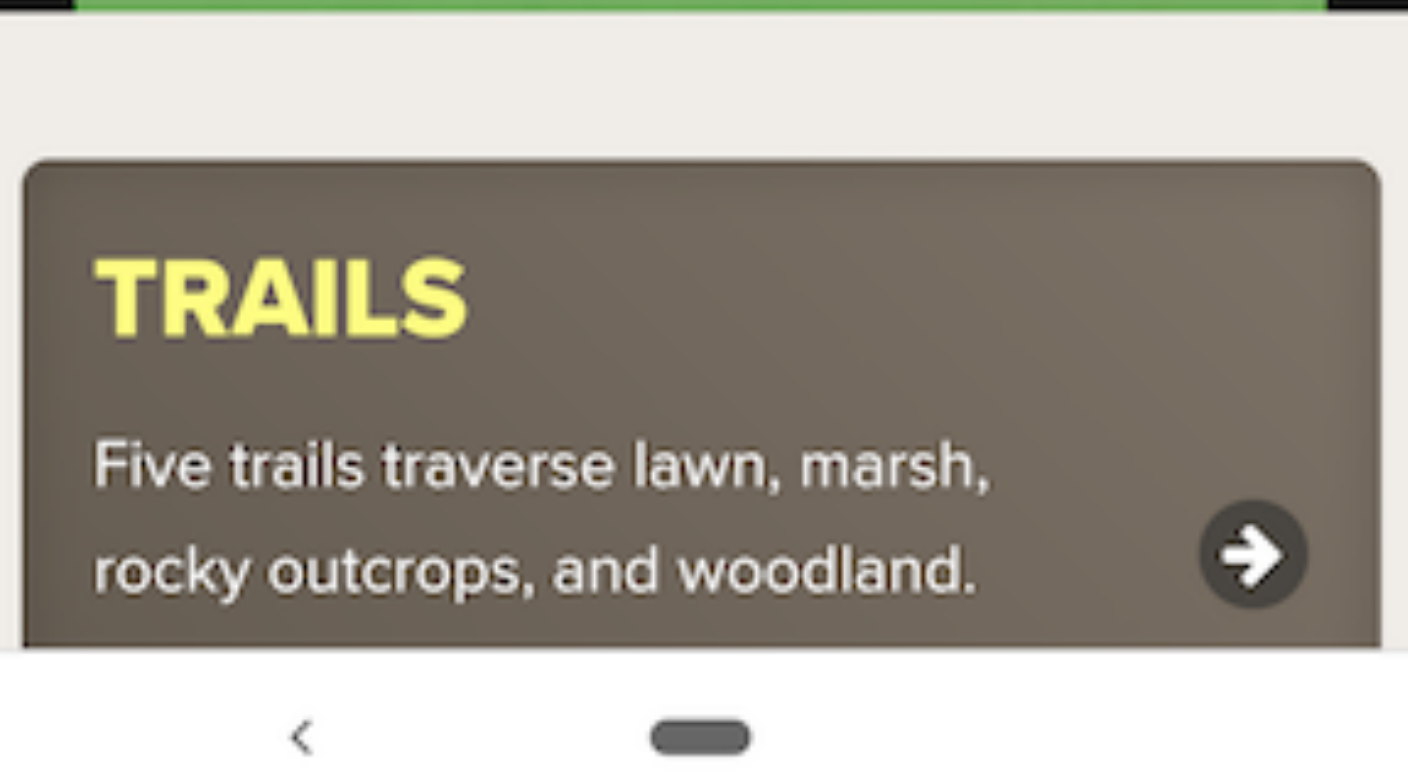 TRAILS
Five trails traverse lawn, marsh,
rocky outcrops, and woodland.